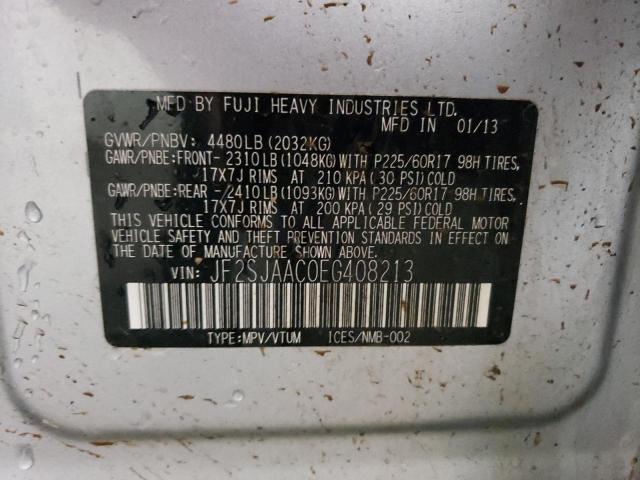 MFD BY FUJI HEAVY INDUSTRIES LTD.
MFD IN 01/13
GVWR/PNBV: 4480LB(2032KG)
GAWR/PNBE:FRONT- 2310LB(1048KG)WITH P225/60R17 98H TIRES,
17X7J RIMS AT 210 KPA(30 PSI)COLD
GAWR/PNBE:REAR -2410LB(1093KG)WITH P225/60R17 98H TIRES,
17X7J RIMS AT 200 KPA(29 PSI)COLD
THIS VEHICLE CONFORMS TO ALL APPLICABLE FEDERAL MOTOR
VEHICLE SAFETY AND THEFT PREVENTION STANDARDS IN EFFECT ON
THE DATE OF MANUFACTURE SHOWN ABOVE.
VIN: JF2SJAAC0EG408213
TYPE:MPV/VTUM ICES/NMB-002